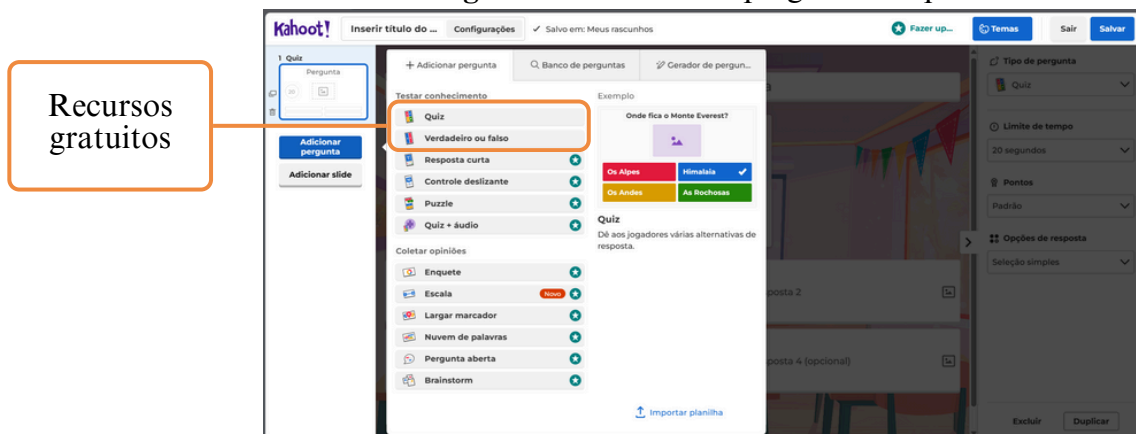 Recursos
gratuitos
Kahoot!
Inserir título do ...
Configurações
Salvo em: Meus rascunhos
Fazer up...
Temas
Sair
Salvar
1 Quiz
Pergunta
20
Adicionar
pergunta
Adicionar slide
Adicionar pergunta
Banco de perguntas
Gerador de pergun...
Testar conhecimento
Quiz
Verdadeiro ou falso
Resposta curta
Controle deslizante
Puzzle
Quiz + áudio
Coletar opiniões
Enquete
Escala
Novo
Largar marcador
Nuvem de palavras
Pergunta aberta
Brainstorm
Exemplo
Onde fica o Monte Everest?
Os Alpes
Himalaia
Os Andes
As Rochosas
Quiz
Dê aos jogadores várias alternativas de
resposta.
Importar planilha
posta 2
posta 4 (opcional)
Tipo de pergunta
Quiz
Limite de tempo
20 segundos
Pontos
Padrão
Opções de resposta
Seleção simples
Excluir
Duplicar